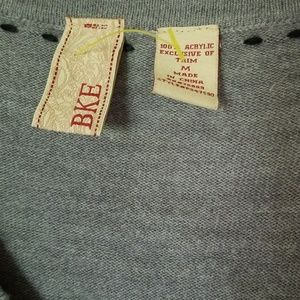 BKE
100% ACRYLIC
EXCLUSIVE OF
TRIM
M
MADE
IN CHINA